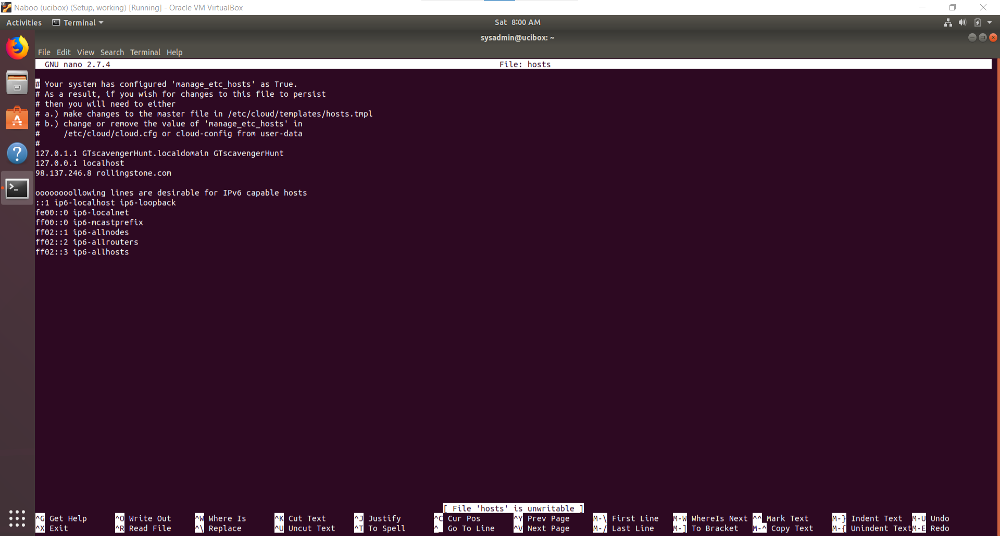 Naboo (ucibox) (Setup, working) [Running] - Oracle VM VirtualBox
Activities Terminal Sat 8:00 AM
sysadmin@ucibox: ~
File Edit View Search Terminal Help
GNU nano 2.7.4 File: hosts
# Your system has configured 'manage_etc_hosts' as True.
# As a result, if you wish for changes to this file to persist
# then you will need to either
# a.) make changes to the master file in /etc/cloud/templates/hosts.tmpl
# b.) change or remove the value of 'manage_etc_hosts' in
#     /etc/cloud/cloud.cfg or cloud-config from user-data
#
127.0.1.1 GTscavengerHunt.localdomain GTscavengerHunt
127.0.0.1 localhost
98.137.246.8 rollingstone.com
oooooooollowing lines are desirable for IPv6 capable hosts
::1 ip6-localhost ip6-loopback
fe00::0 ip6-localnet
ff00::0 ip6-mcastprefix
ff02::1 ip6-allnodes
ff02::2 ip6-allrouters
ff02::3 ip6-allhosts
[ File 'hosts' is unwritable ]
^G Get Help ^O Write Out ^W Where Is ^K Cut Text ^J Justify ^C Cur Pos ^Y Prev Page M-\ First Line M-W WhereIs Next ^^ Mark Text M-} Indent Text M-U Undo
^X Exit ^R Read File ^\ Replace ^U Uncut Text ^T To Spell ^_ Go To Line ^V Next Page M-/ Last Line M-] To Bracket M-^ Copy Text M-{ Unindent Text M-E Redo